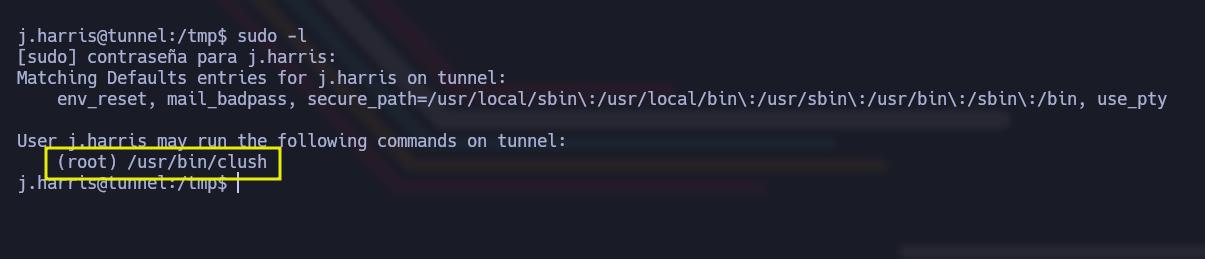 j.harris@tunnel:/tmp$ sudo -l
[sudo] contraseña para j.harris:
Matching Defaults entries for j.harris on tunnel:
    env_reset, mail_badpass, secure_path=/usr/local/sbin\:/usr/local/bin\:/usr/sbin\:/usr/bin\:/sbin\:/bin, use_pty
User j.harris may run the following commands on tunnel:
    (root) /usr/bin/clush
j.harris@tunnel:/tmp$